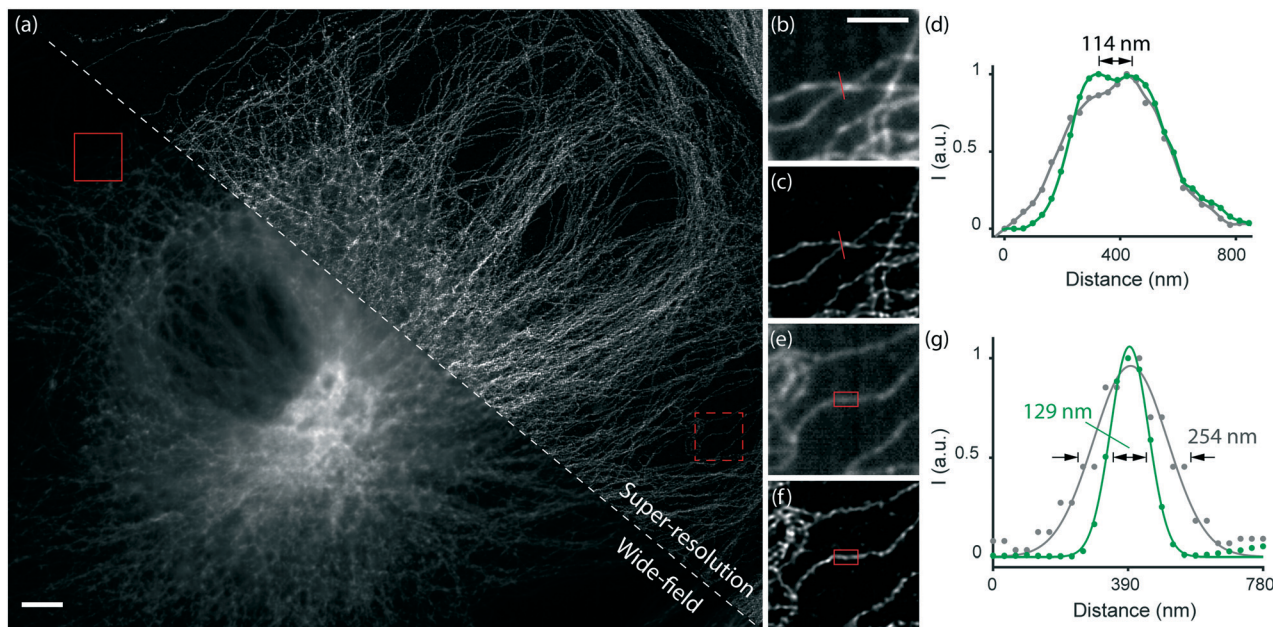 (a)
Super-resolution
Wide-field
(b)
(c)
(e)
(f)
(d)
114 nm
1
0.5
0
I (a.u.)
0 400 800
Distance (nm)
(g)
129 nm
254 nm
1
0.5
0
I (a.u.)
0 390 780
Distance (nm)